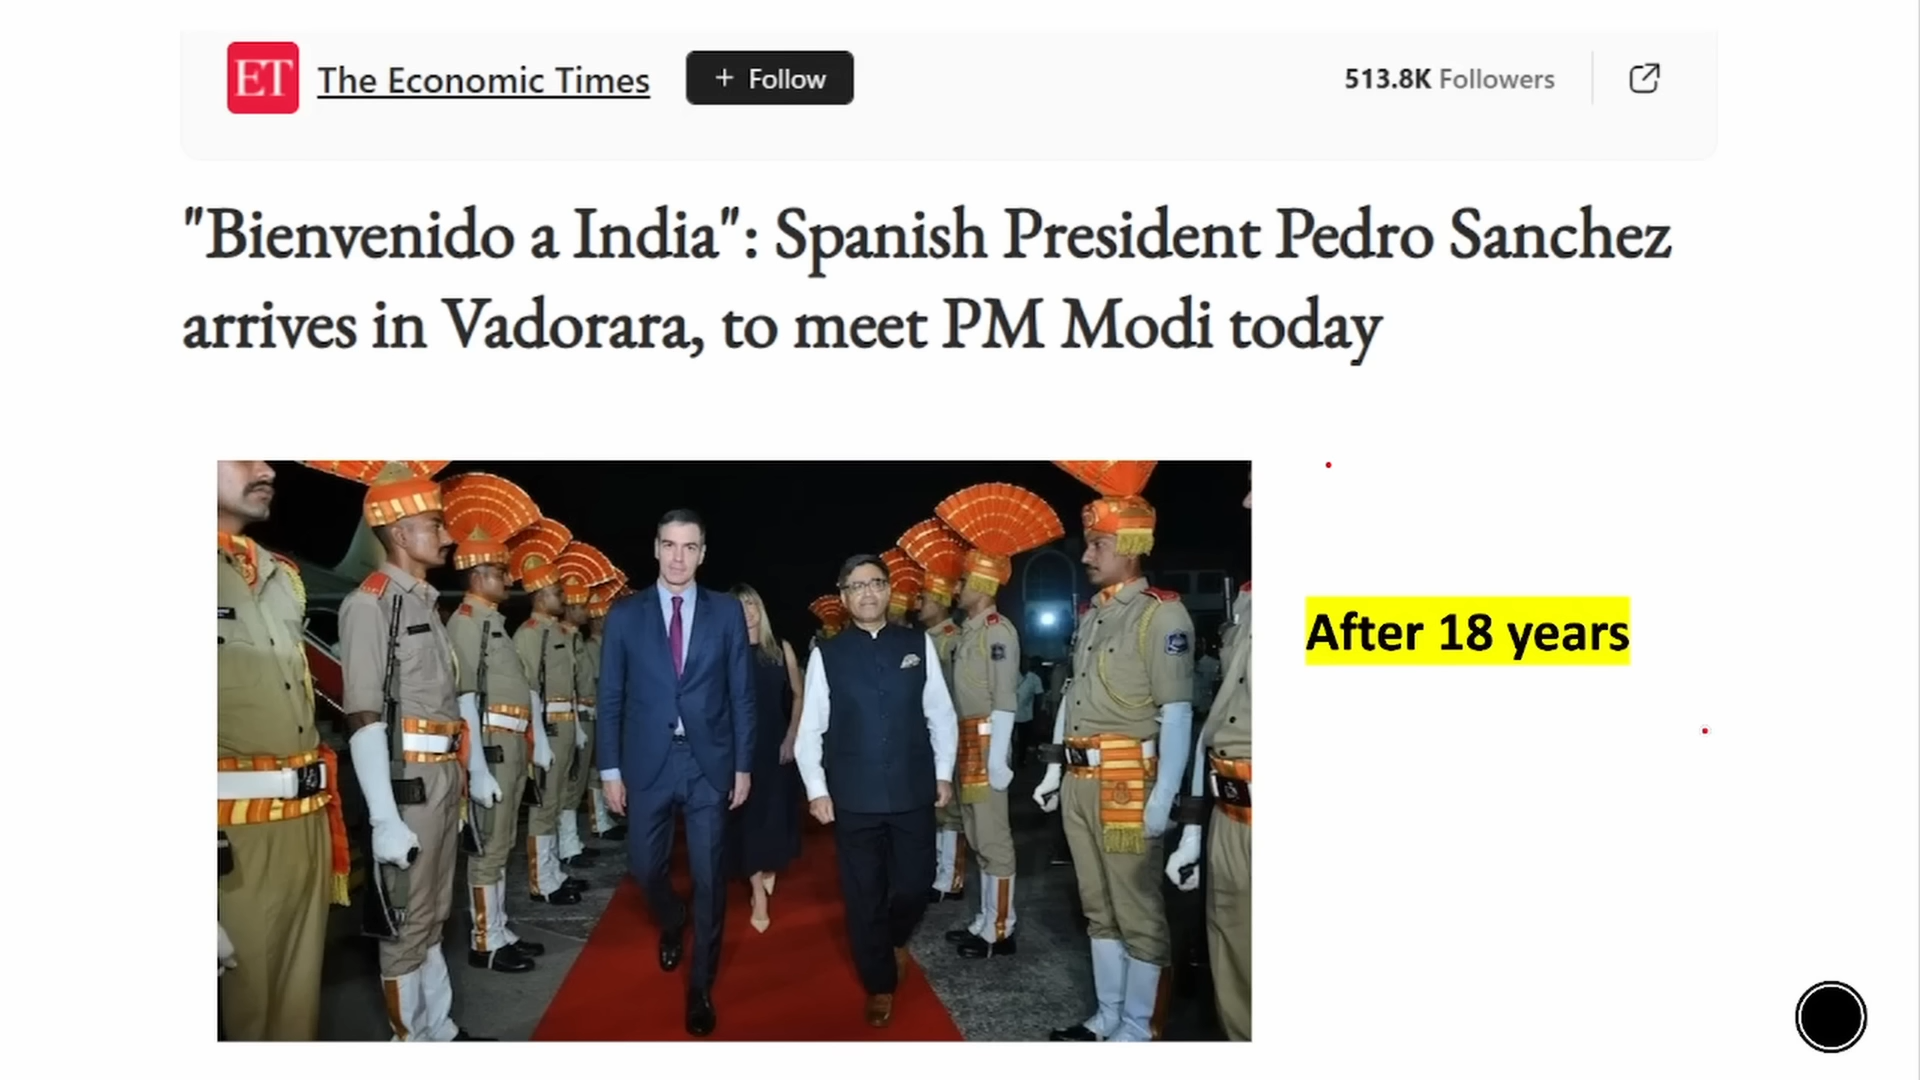 ET The Economic Times + Follow 513.8K Followers
"Bienvenido a India": Spanish President Pedro Sanchez
arrives in Vadorara, to meet PM Modi today
After 18 years